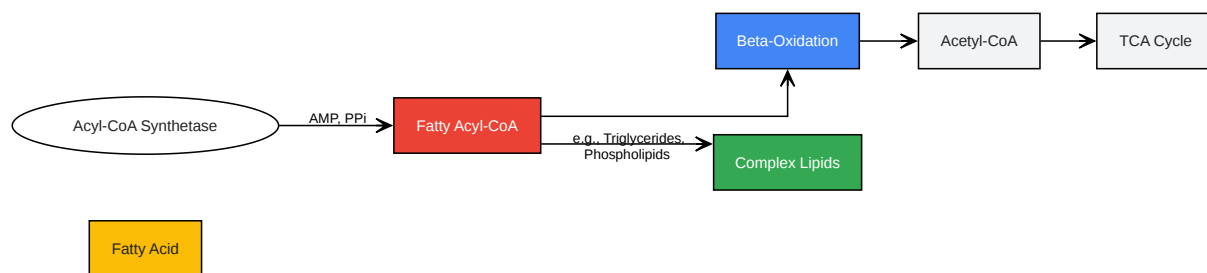 Beta-Oxidation
Acetyl-CoA
TCA Cycle
Acyl-CoA Synthetase
AMP, PPi
Fatty Acyl-CoA
e.g., Triglycerides,
Phospholipids
Complex Lipids
Fatty Acid